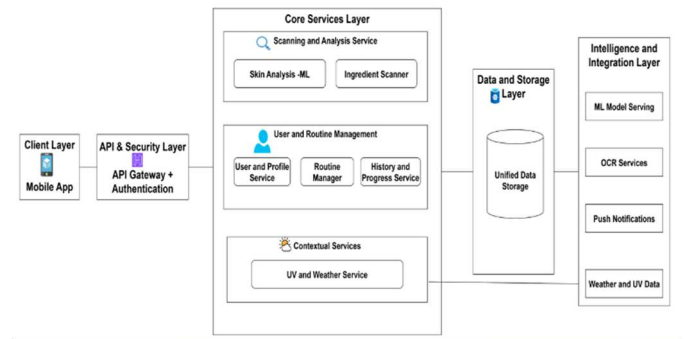 Core Services Layer
Scanning and Analysis Service
Skin Analysis -ML
Ingredient Scanner
User and Routine Management
User and Profile
Service
Routine
Manager
History and
Progress Service
Contextual Services
UV and Weather Service
Client Layer
Mobile App
API & Security Layer
API Gateway +
Authentication
Data and Storage
Layer
Unified Data
Storage
Intelligence and
Integration Layer
ML Model Serving
OCR Services
Push Notifications
Weather and UV Data